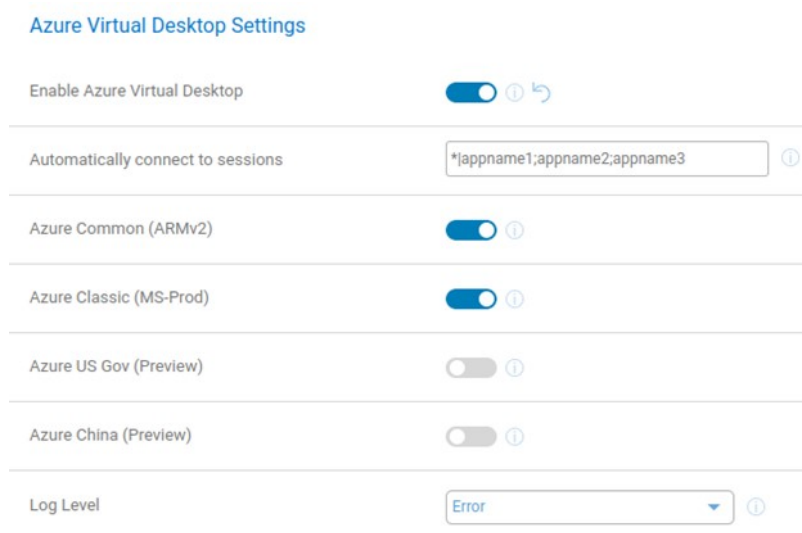 Azure Virtual Desktop Settings
Enable Azure Virtual Desktop
Automatically connect to sessions *|appname1;appname2;appname3
Azure Common (ARMv2)
Azure Classic (MS-Prod)
Azure US Gov (Preview)
Azure China (Preview)
Log Level Error